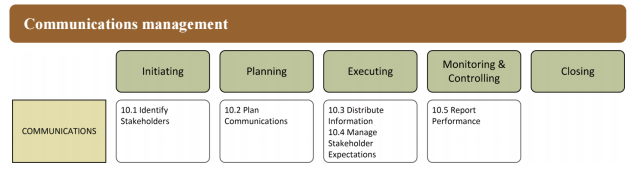 Communications management
Initiating
Planning
Executing
Monitoring &
Controlling
Closing
COMMUNICATIONS
10.1 Identify
Stakeholders
10.2 Plan
Communications
10.3 Distribute
Information
10.4 Manage
Stakeholder
Expectations
10.5 Report
Performance